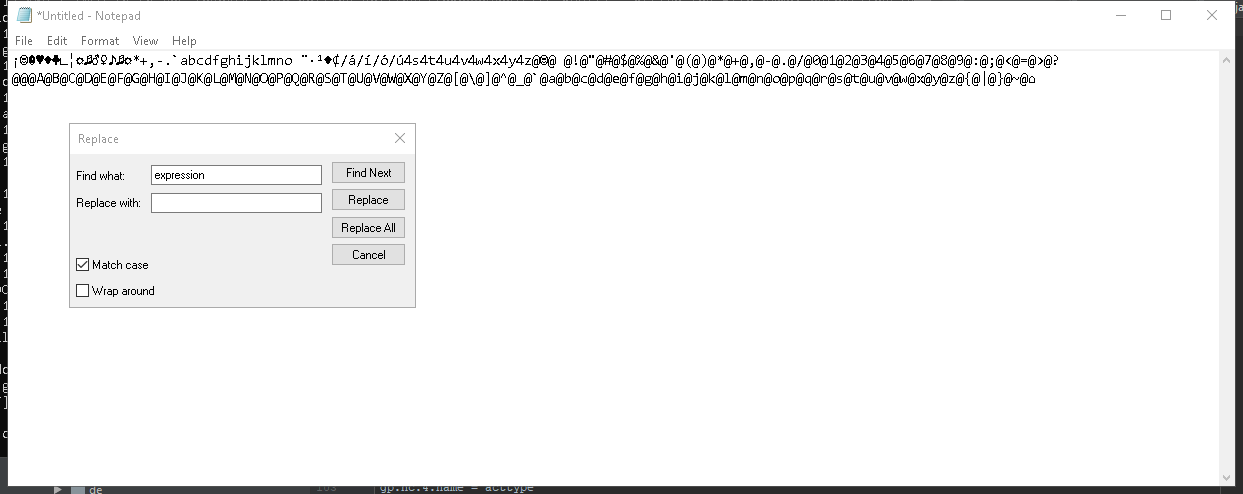 *Untitled - Notepad
File Edit Format View Help
¡☺☻♥♦♣∟¦✿♫♂♀♪♫✿*+,-.`abcdfghijklmno ¨·¹♦₵/á/í/ó/ú4s4t4u4v4w4x4y4z@☺@ @!@"@#@$@%@&@'@(@)@*@+@,@-@.@/@0@1@2@3@4@5@6@7@8@9@:@;@<@=@>@?
@@@A@B@C@D@E@F@G@H@I@J@K@L@M@N@O@P@Q@R@S@T@U@V@W@X@Y@Z@[@\@]@^@_@`@a@b@c@d@e@f@g@h@i@j@k@l@m@n@o@p@q@r@s@t@u@v@w@x@y@z@{@|@}@~@⌂
Replace
Find what: expression Find Next
Replace with: Replace
Replace All
Cancel
Match case
Wrap around
de
gp.nc.4.name = acttype